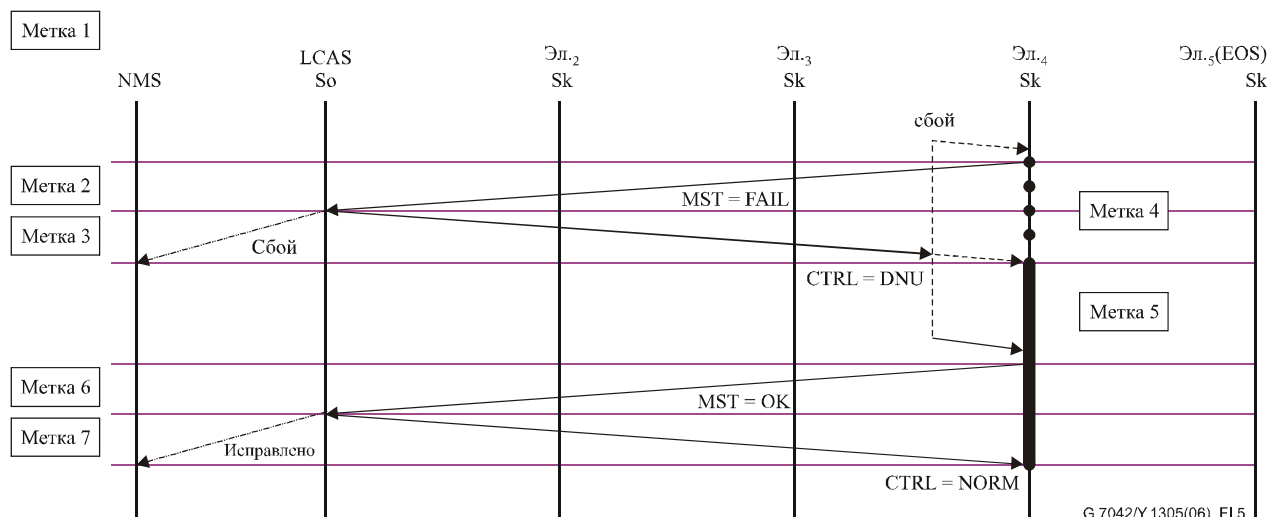 Метка 1
NMS
LCAS
So
Эл.₂
Sk
Эл.₃
Sk
Эл.₄
Sk
Эл.₅(EOS)
Sk
сбой
Метка 2
MST = FAIL
Метка 4
Метка 3
Сбой
CTRL = DNU
Метка 5
Метка 6
MST = OK
Метка 7
Исправлено
CTRL = NORM
G.7042/Y.1305(06)_FI.5